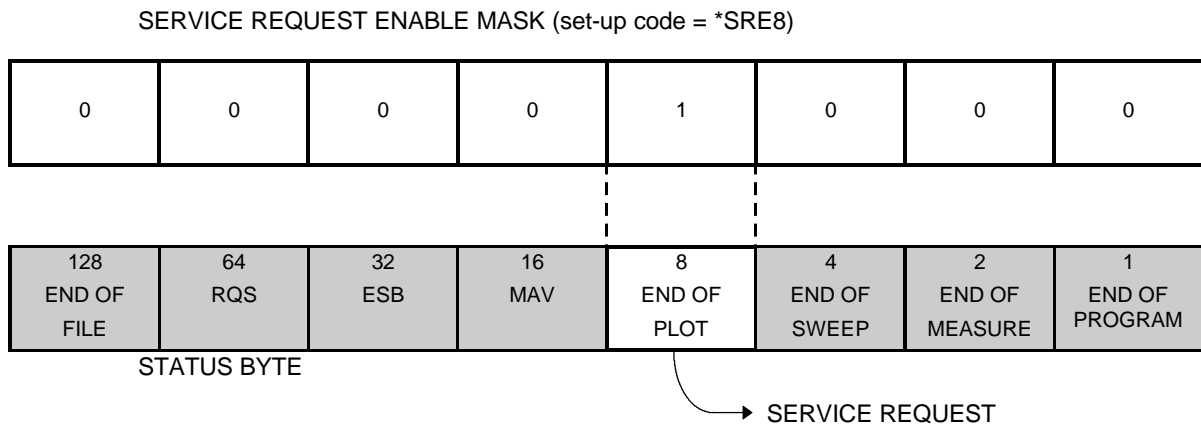 SERVICE REQUEST ENABLE MASK (set-up code = *SRE8)
0 0 0 0 1 0 0 0
128 64 32 16 8 4 2 1
END OF RQS ESB MAV END OF END OF END OF END OF
FILE PLOT SWEEP MEASURE PROGRAM
STATUS BYTE
SERVICE REQUEST